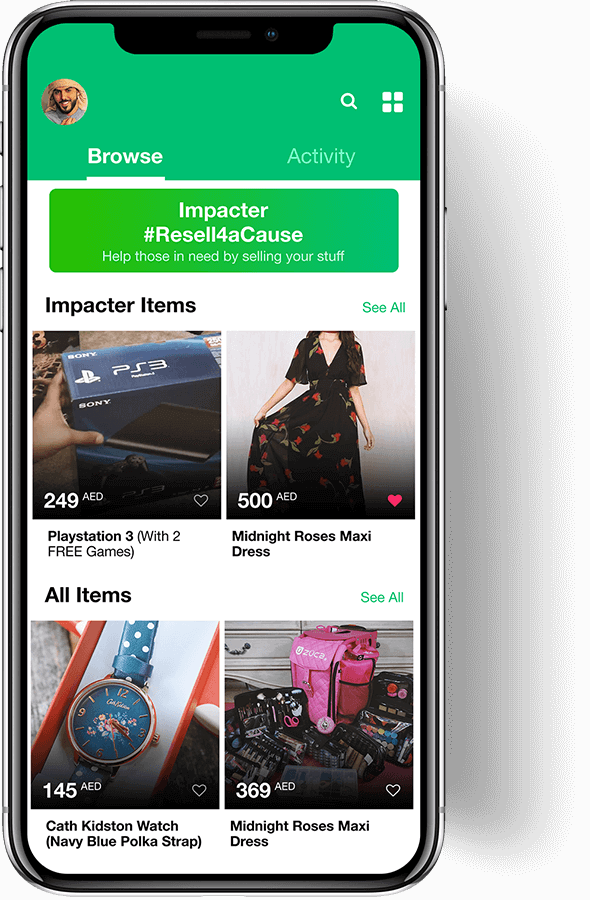 Browse
Activity
Impacter
#Resell4aCause
Help those in need by selling your stuff
Impacter Items
See All
SONY
PS3
PlayStation 3
SONY
249 AED
500 AED
Playstation 3 (With 2
FREE Games)
Midnight Roses Maxi
Dress
All Items
See All
Cath Kidston
ZÜCA
145 AED
369 AED
Cath Kidston Watch
(Navy Blue Polka Strap)
Midnight Roses Maxi
Dress